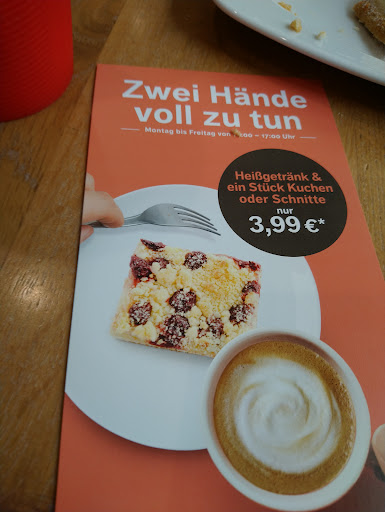 Zwei Hände
voll zu tun
Montag bis Freitag von :00 – 17:00 Uhr
Heißgetränk &
ein Stück Kuchen
oder Schnitte
nur
3,99 €*